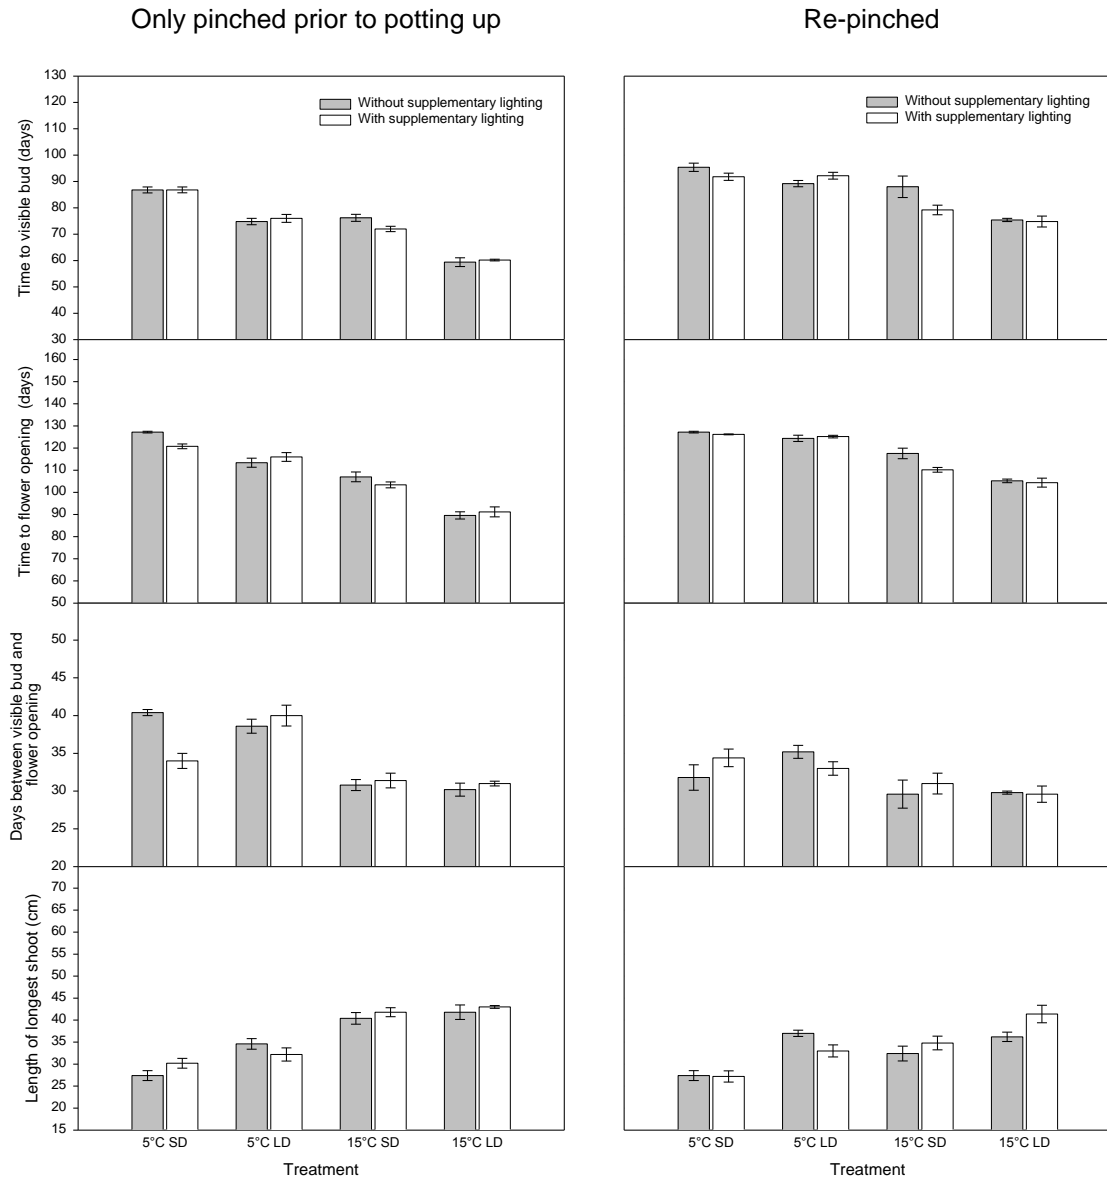 Only pinched prior to potting up
Re-pinched
Time to visible bud (days)
130
120
110
100
90
80
70
60
50
40
30
Without supplementary lighting
With supplementary lighting
Without supplementary lighting
With supplementary lighting
Time to flower opening (days)
160
150
140
130
120
110
100
90
80
70
60
50
Days between visible bud and
flower opening
50
45
40
35
30
25
20
Length of longest shoot (cm)
70
65
60
55
50
45
40
35
30
25
20
15
5°C SD
5°C LD
15°C SD
15°C LD
Treatment
5°C SD
5°C LD
15°C SD
15°C LD
Treatment